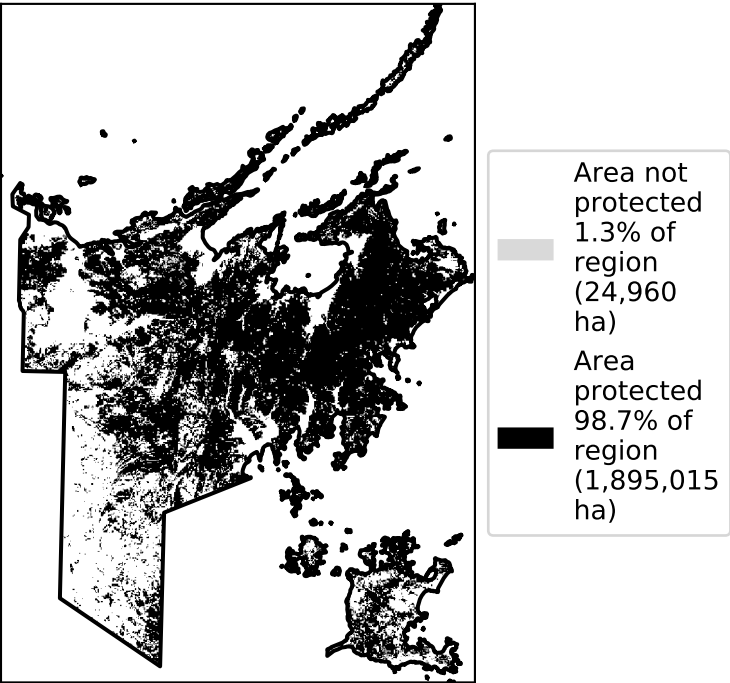 Area not
protected
1.3% of
region
(24,960
ha)
Area
protected
98.7% of
region
(1,895,015
ha)